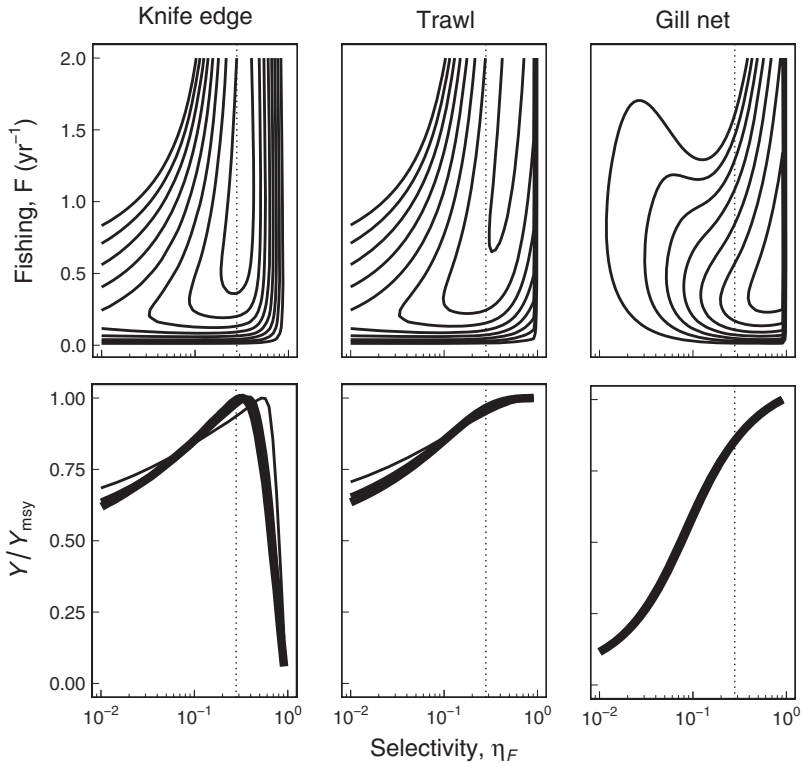 Knife edge Trawl Gill net
Fishing, F (yr⁻¹)
2.0
1.5
1.0
0.5
0.0
Y/Y_msy
1.00
0.75
0.50
0.25
0.00
10⁻² 10⁻¹ 10⁰ 10⁻² 10⁻¹ 10⁰ 10⁻² 10⁻¹ 10⁰
Selectivity, η_F